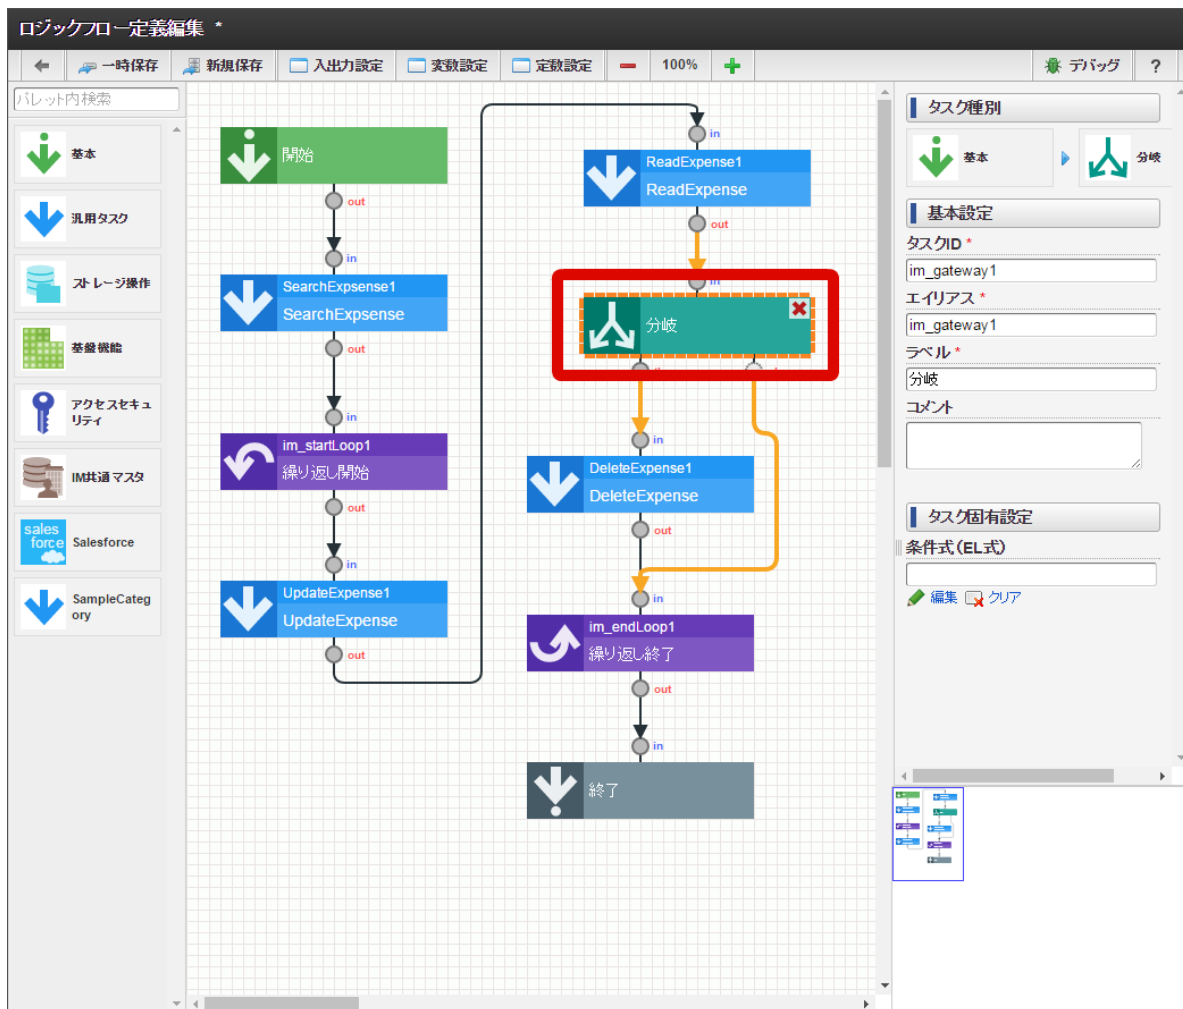 ロジックフロー定義編集 *
一時保存
新規保存
入出力設定
変数設定
定数設定
100%
デバッグ
?
パレット内検索
基本
汎用タスク
ストレージ操作
基盤機能
アクセスセキュ
リティ
IM共通マスタ
sales
force
Salesforce
SampleCateg
ory
開始
out
in
SearchExpsense1
SearchExpsense
out
in
im_startLoop1
繰り返し開始
out
in
UpdateExpense1
UpdateExpense
out
in
ReadExpense1
ReadExpense
out
in
分岐
in
DeleteExpense1
DeleteExpense
out
in
im_endLoop1
繰り返し終了
out
in
終了
タスク種別
基本
分岐
基本設定
タスクID *
im_gateway1
エイリアス *
im_gateway1
ラベル *
分岐
コメント
タスク固有設定
条件式(EL式)
編集 クリア